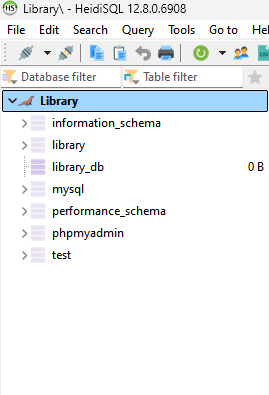 HS Library\ - HeidiSQL 12.8.0.6908
File Edit Search Query Tools Go to
Database filter Table filter
Library
information_schema
library
library_db 0 B
mysql
performance_schema
phpmyadmin
test